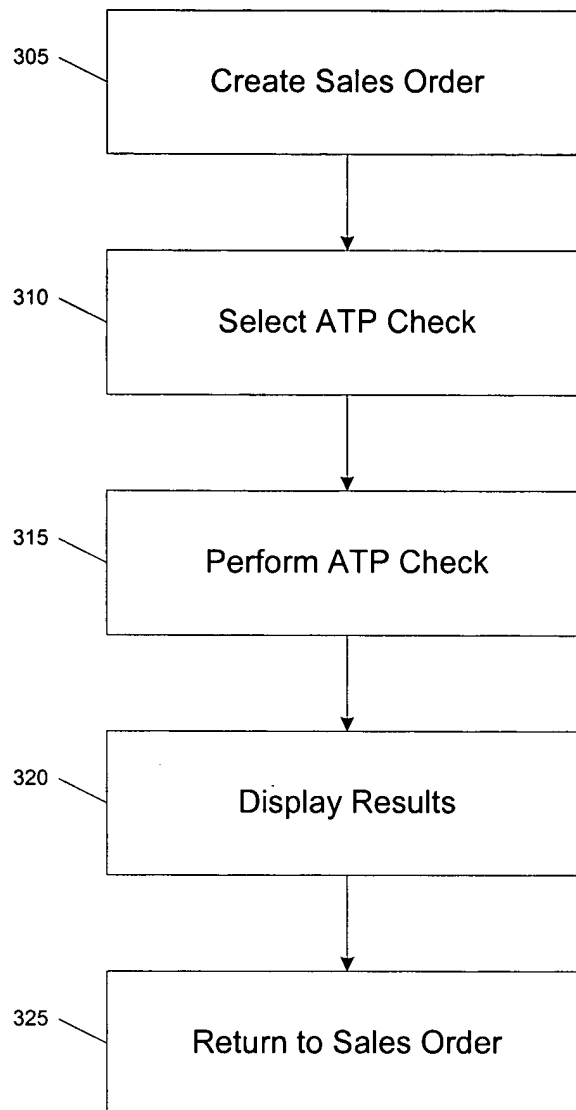 305
Create Sales Order
310
Select ATP Check
315
Perform ATP Check
320
Display Results
325
Return to Sales Order